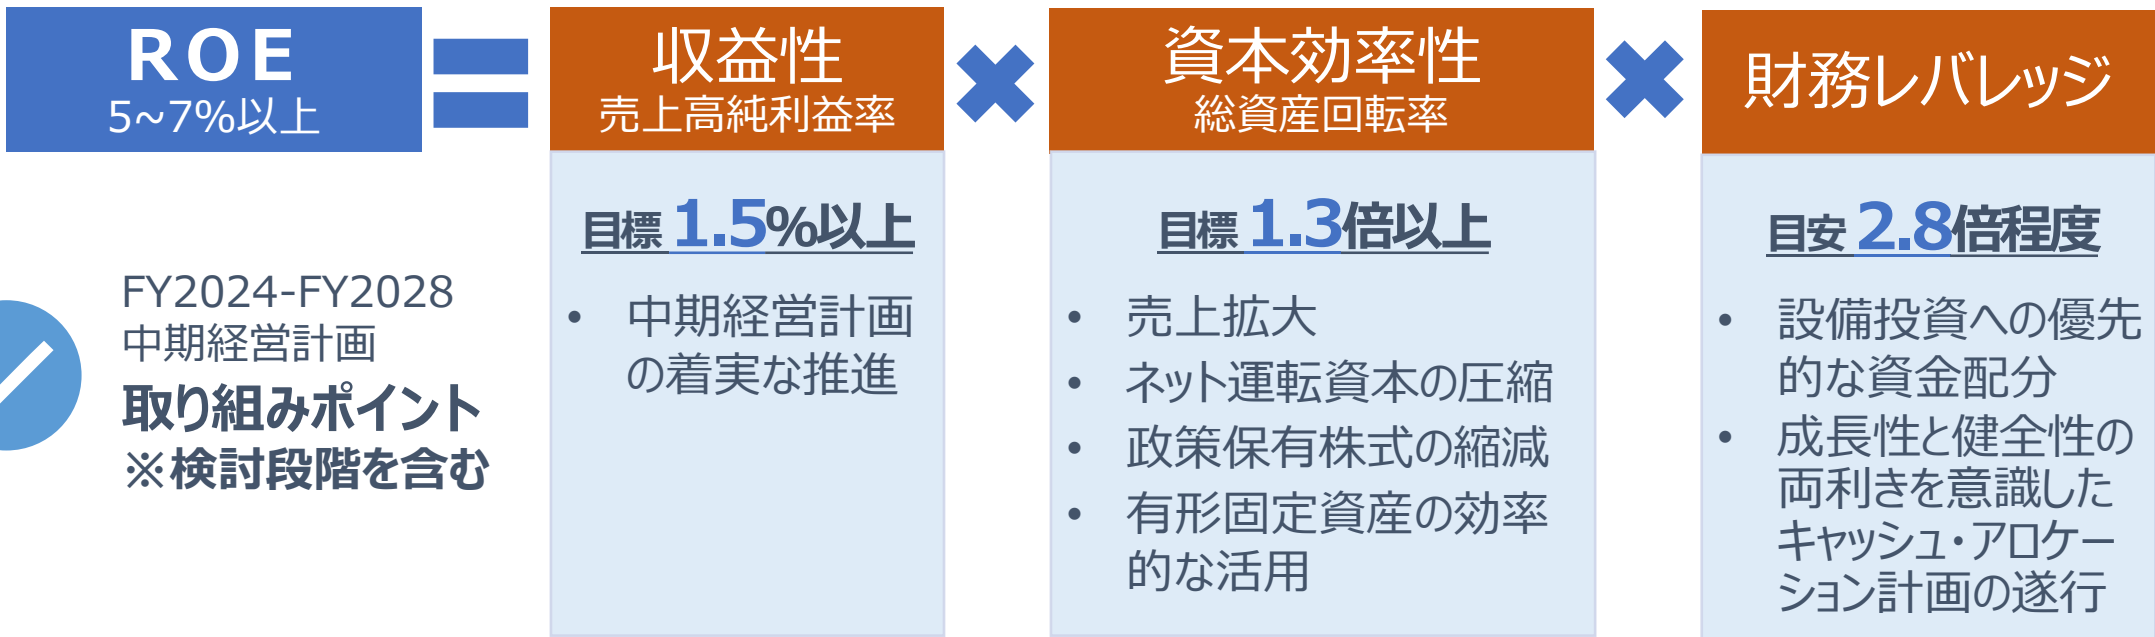 ROE
5~7%以上
収益性
売上高純利益率
資本効率性
総資産回転率
財務レバレッジ
FY2024-FY2028
中期経営計画
取り組みポイント
※検討段階を含む
目標 1.5%以上
• 中期経営計画
の着実な推進
目標 1.3倍以上
• 売上拡大
• ネット運転資本の圧縮
• 政策保有株式の縮減
• 有形固定資産の効率
的な活用
目安 2.8倍程度
• 設備投資への優先
的な資金配分
• 成長性と健全性の
両利きを意識した
キャッシュ・アロケー
ション計画の遂行